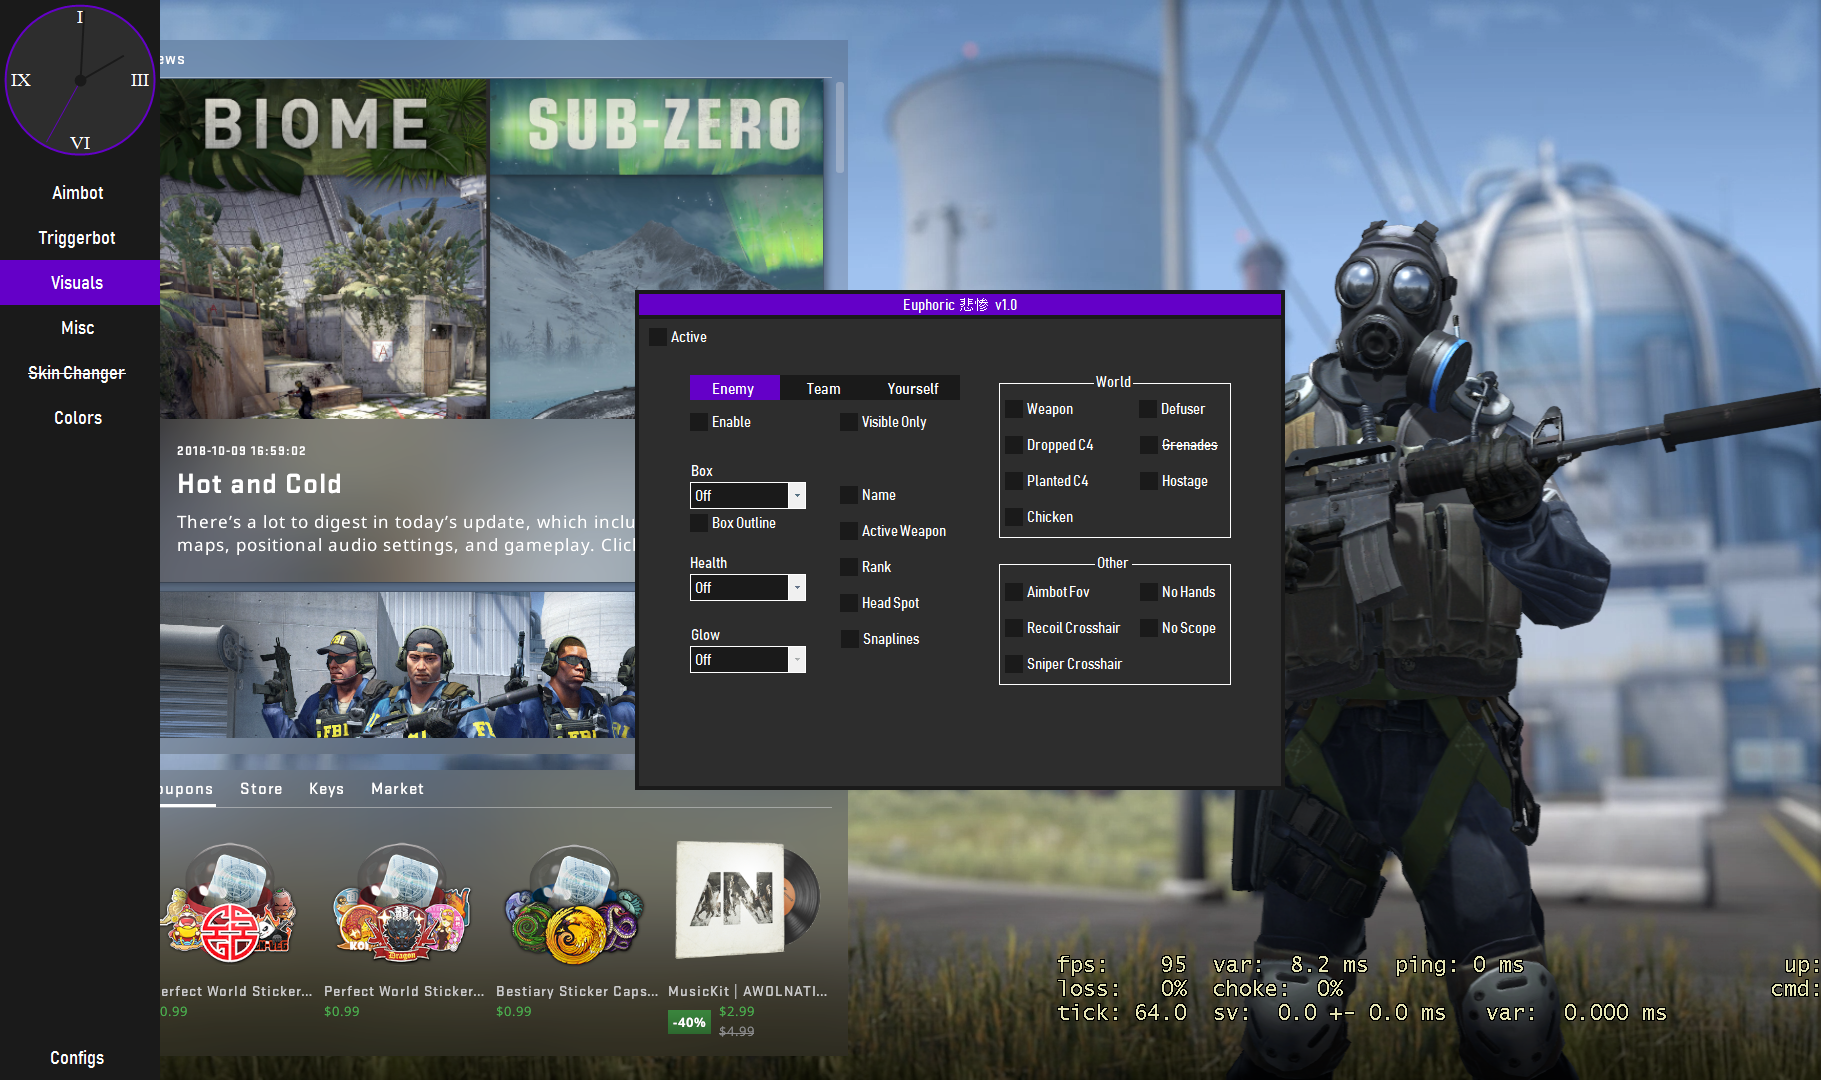 I
IX
III
VI
Aimbot
Triggerbot
Visuals
Misc
Skin Changer
Colors
Configs
ews
BIOME
SUB-ZERO
A
2018-10-09 16:59:02
Hot and Cold
There's a lot to digest in today's update, which inclu
maps, positional audio settings, and gameplay. Clic
FBI
FBI
FBI
oupons Store Keys Market
AN
KOI
Dragon
erfect World Sticker...
0.99
Perfect World Sticker...
$0.99
Bestiary Sticker Caps...
$0.99
MusicKit | AWOLNATI...
-40% $2.99
$4.99
Euphoric 悲惨 v1.0
Active
Enemy Team Yourself
Enable Visible Only
Box
Off
Box Outline
Health
Off
Glow
Off
Name
Active Weapon
Rank
Head Spot
Snaplines
World
Weapon Defuser
Dropped C4 Grenades
Planted C4 Hostage
Chicken
Other
Aimbot Fov No Hands
Recoil Crosshair No Scope
Sniper Crosshair
fps: 95 var: 8.2 ms ping: 0 ms up:
loss: 0% choke: 0% cmd:
tick: 64.0 sv: 0.0 +- 0.0 ms var: 0.000 ms